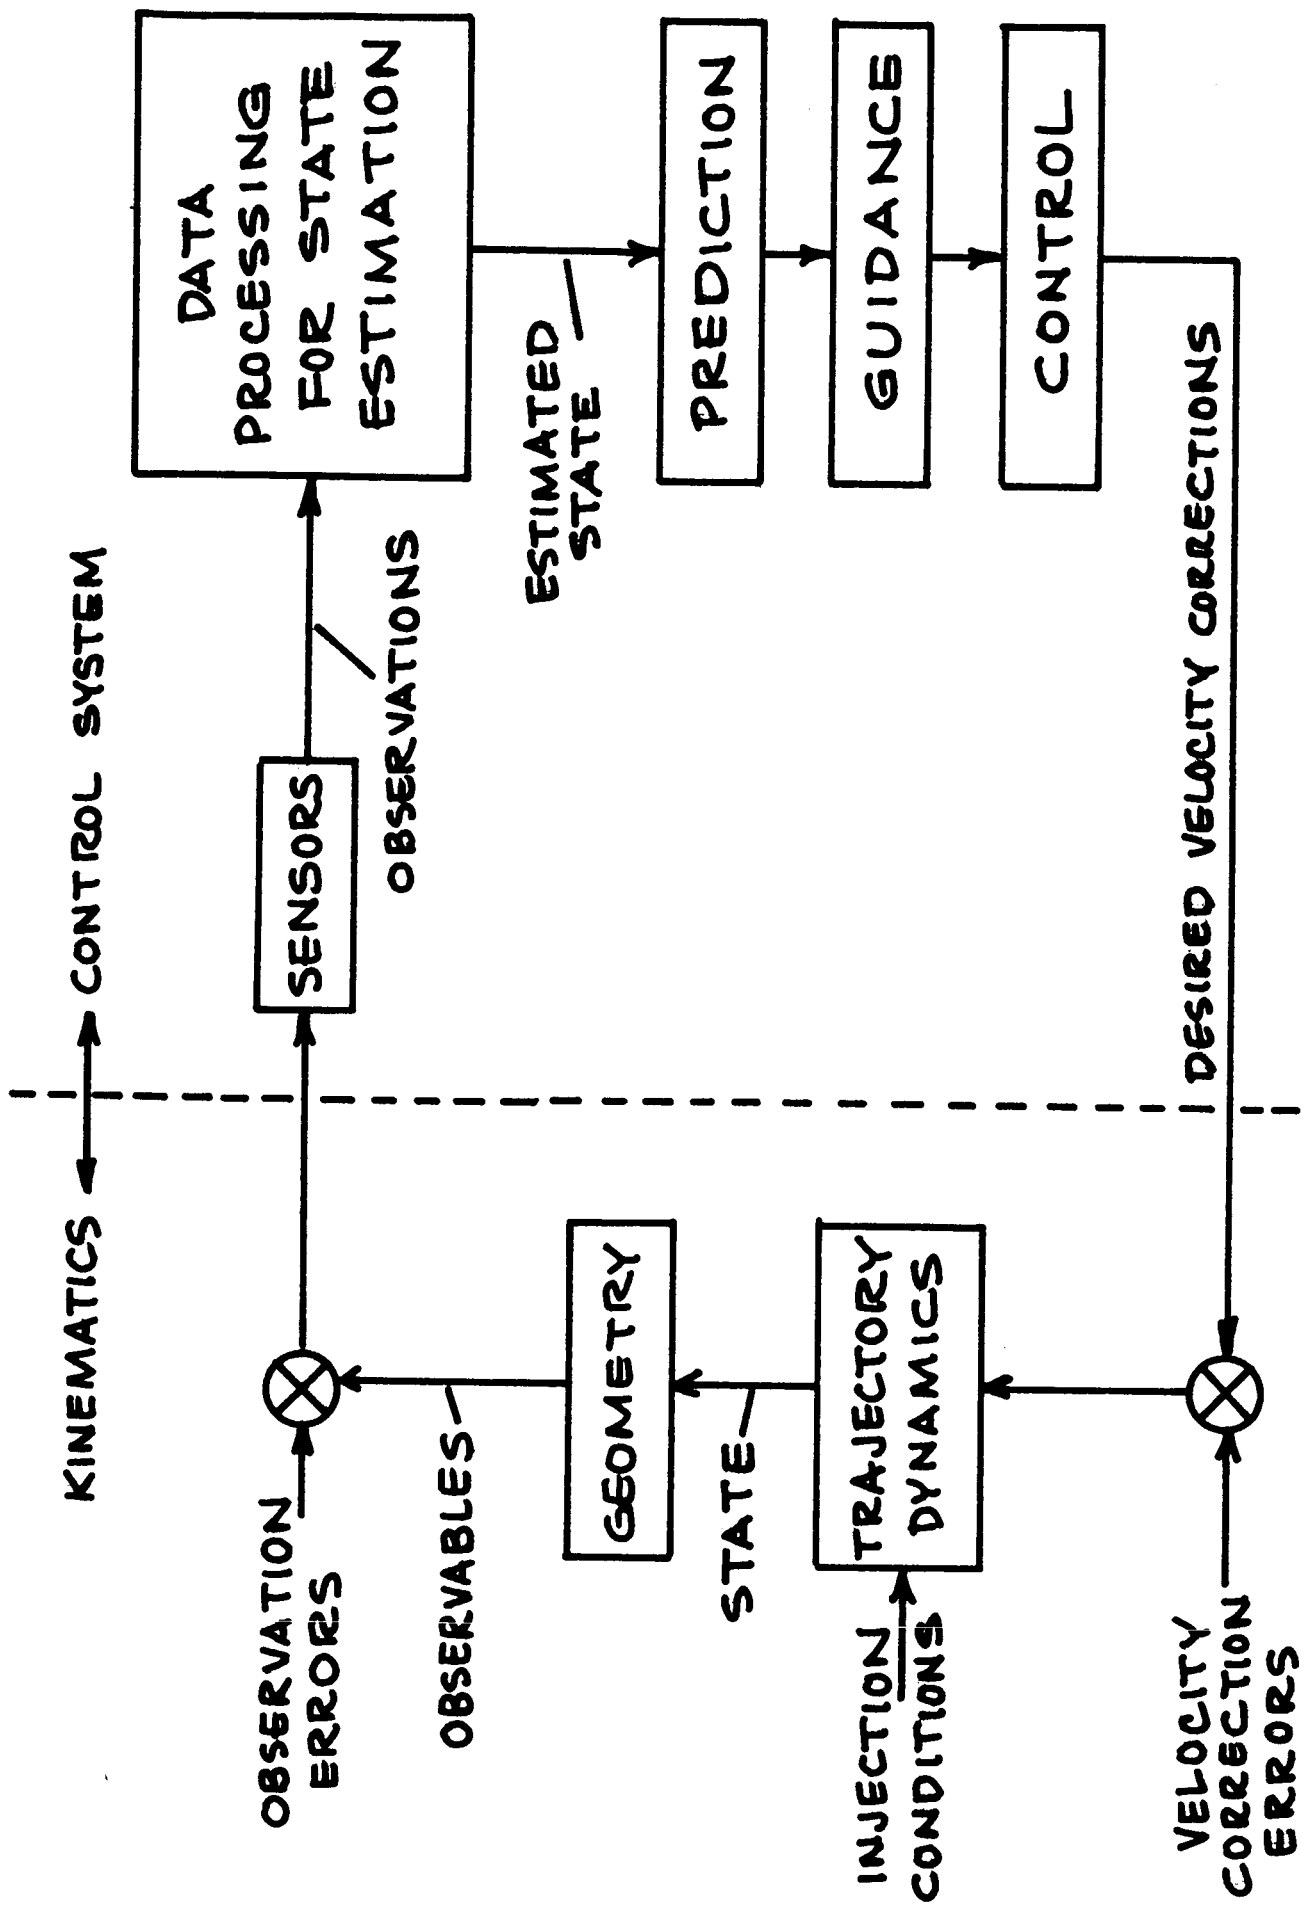 KINEMATICS
CONTROL SYSTEM
OBSERVATION
ERRORS
SENSORS
OBSERVATIONS
DATA
PROCESSING
FOR STATE
ESTIMATION
OBSERVABLES
ESTIMATED
STATE
GEOMETRY
PREDICTION
STATE
INJECTION
CONDITIONS
TRAJECTORY
DYNAMICS
GUIDANCE
CONTROL
VELOCITY
CORRECTION
ERRORS
DESIRED VELOCITY CORRECTIONS